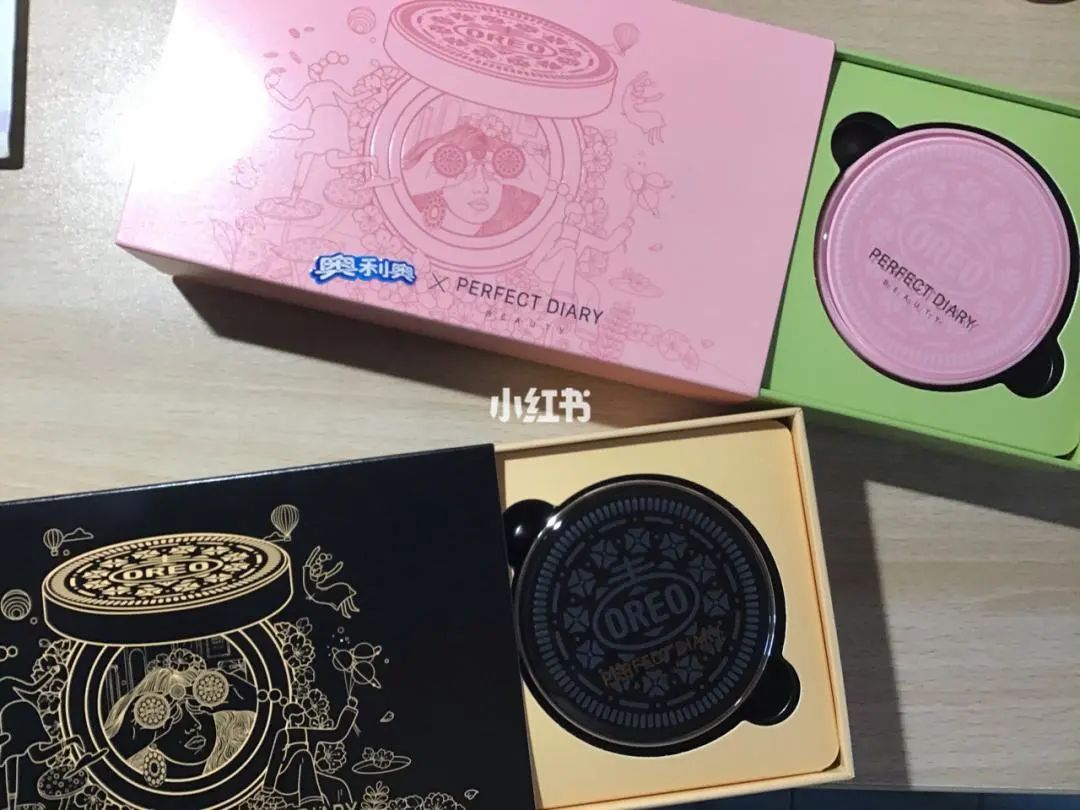 OREO
奥利奥 × PERFECT DIARY
BEAUTY
OREO
PERFECT DIARY
BEAUTY
小红书
OREO
OREO
PERFECT DIARY